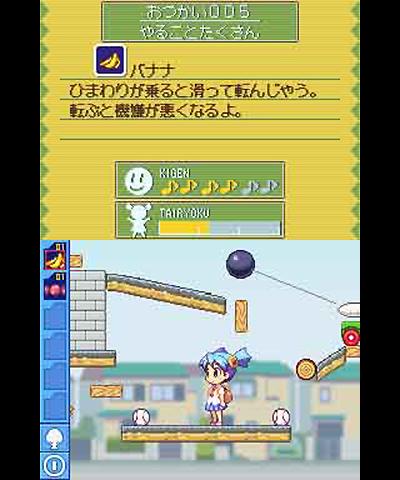 おつかい005
やることたくさん
バナナ
ひまわりが乗ると滑って転んじゃう。
転ぶと機嫌が悪くなるよ。
KIGEN
TAIRYOKU
01
01